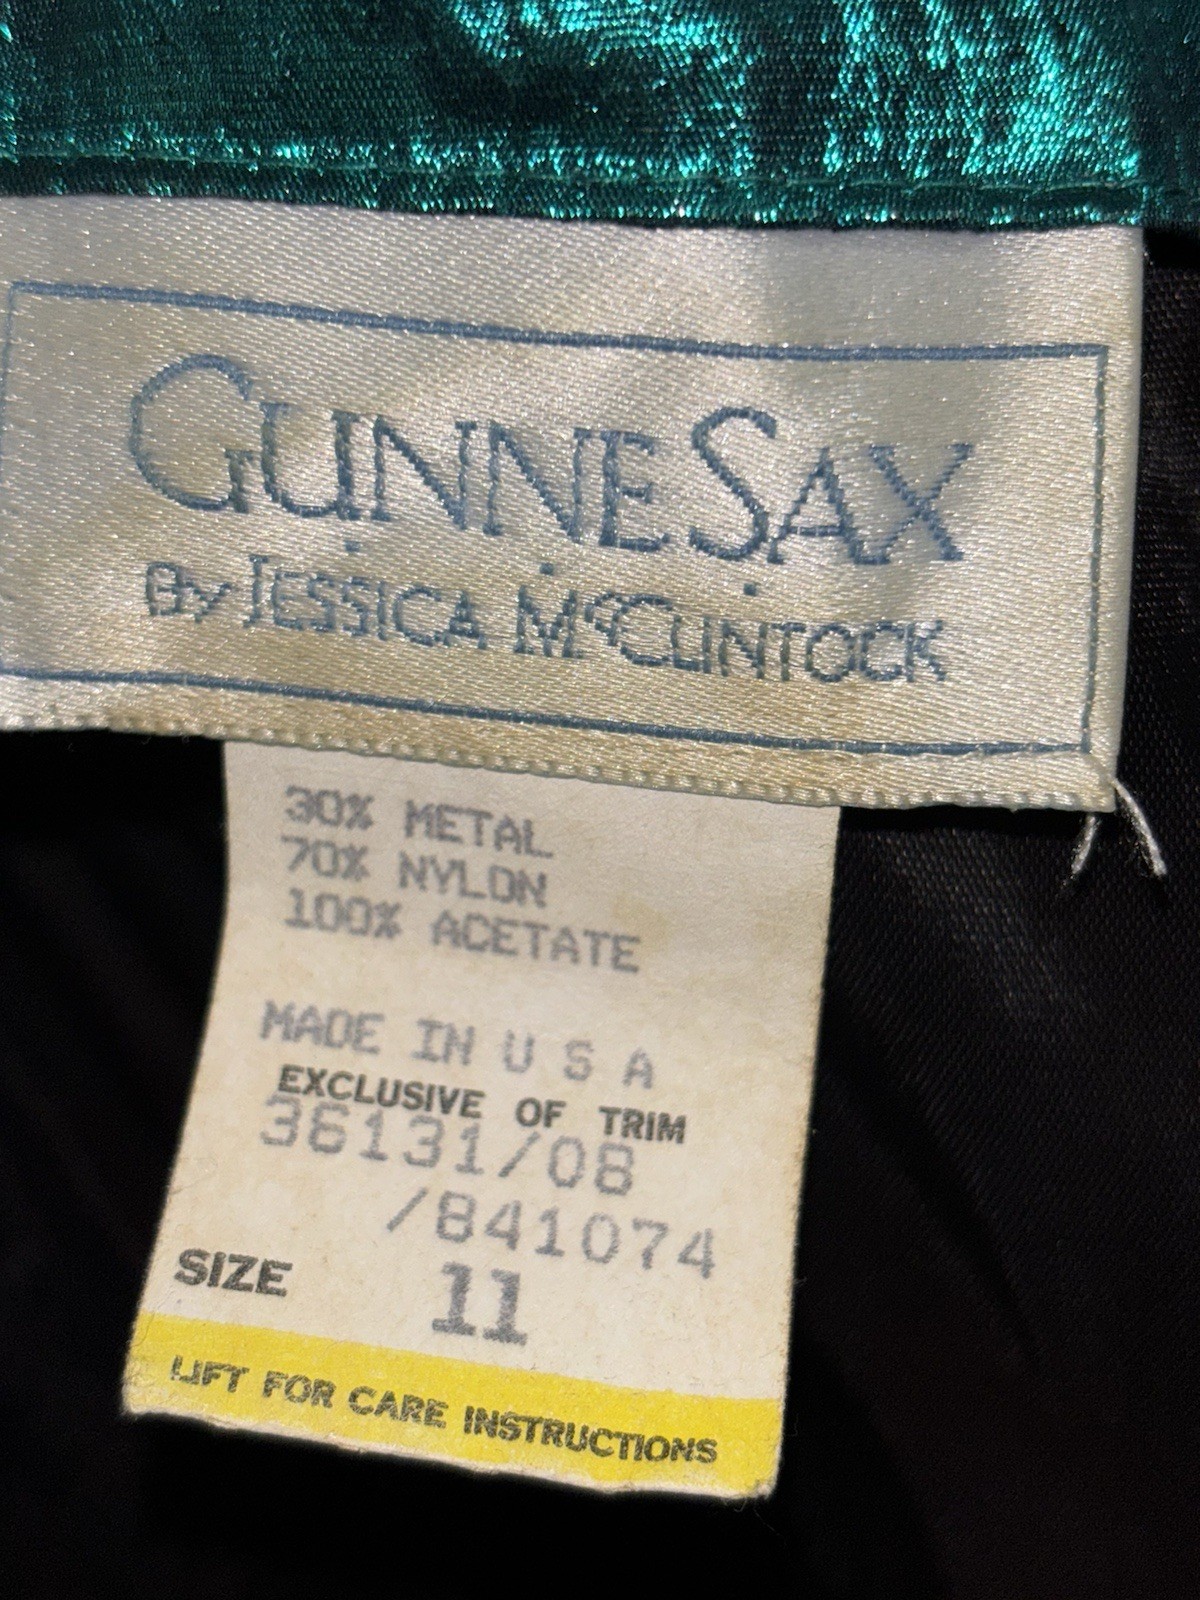 GUNNE SAX
By JESSICA McCLINTOCK
30% METAL
70% NYLON
100% ACETATE
MADE IN U S A
EXCLUSIVE OF TRIM
36131/08
/841074
SIZE 11
LIFT FOR CARE INSTRUCTIONS